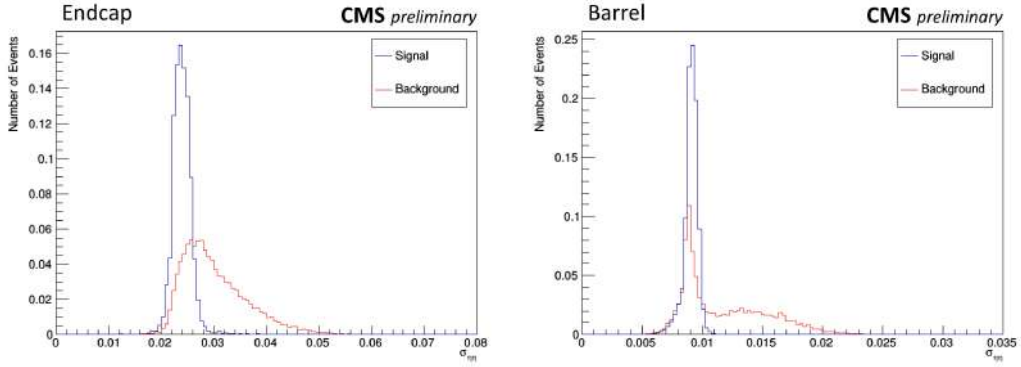 Endcap
CMS preliminary
Number of Events
0.16
0.14
0.12
0.1
0.08
0.06
0.04
0.02
0
Signal
Background
0 0.01 0.02 0.03 0.04 0.05 0.06 0.07 0.08
σηη
Barrel
CMS preliminary
Number of Events
0.25
0.2
0.15
0.1
0.05
0
Signal
Background
0 0.005 0.01 0.015 0.02 0.025 0.03 0.035
σηη